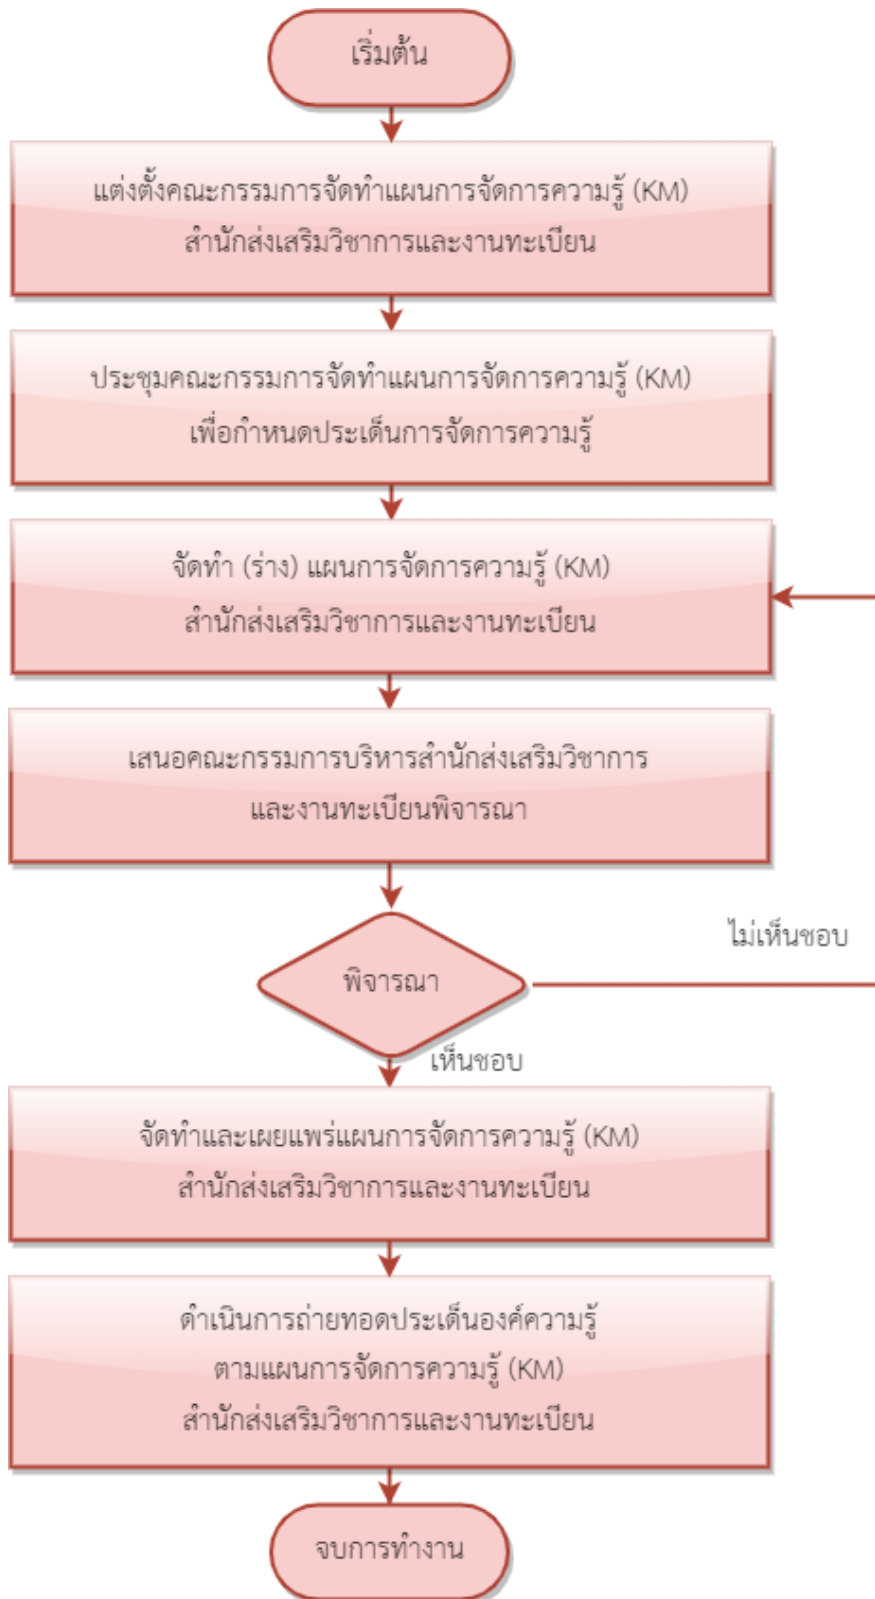 เริ่มต้น
แต่งตั้งคณะกรรมการจัดทำแผนการจัดการความรู้ (KM)
สำนักส่งเสริมวิชาการและงานทะเบียน
ประชุมคณะกรรมการจัดทำแผนการจัดการความรู้ (KM)
เพื่อกำหนดประเด็นการจัดการความรู้
จัดทำ (ร่าง) แผนการจัดการความรู้ (KM)
สำนักส่งเสริมวิชาการและงานทะเบียน
เสนอคณะกรรมการบริหารสำนักส่งเสริมวิชาการ
และงานทะเบียนพิจารณา
ไม่เห็นชอบ
พิจารณา
เห็นชอบ
จัดทำและเผยแพร่แผนการจัดการความรู้ (KM)
สำนักส่งเสริมวิชาการและงานทะเบียน
ดำเนินการถ่ายทอดประเด็นองค์ความรู้
ตามแผนการจัดการความรู้ (KM)
สำนักส่งเสริมวิชาการและงานทะเบียน
จบการทำงาน